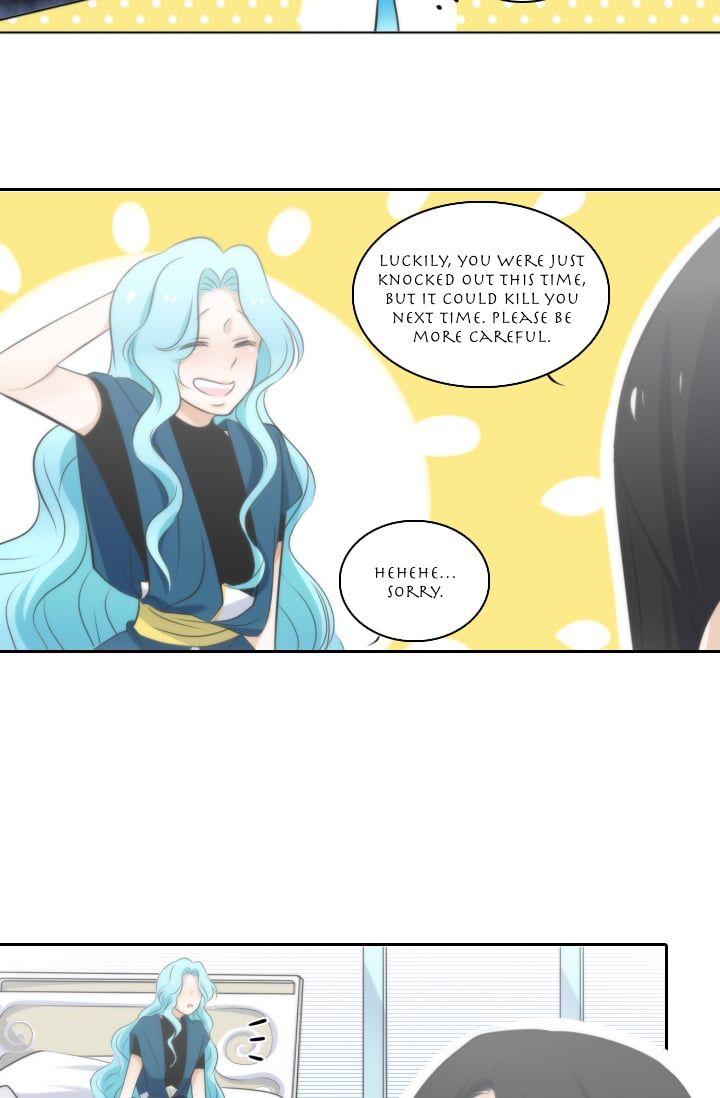 LUCKILY, YOU WERE JUST
KNOCKED OUT THIS TIME,
BUT IT COULD KILL YOU
NEXT TIME. PLEASE BE
MORE CAREFUL.
HEHEHE...
SORRY.